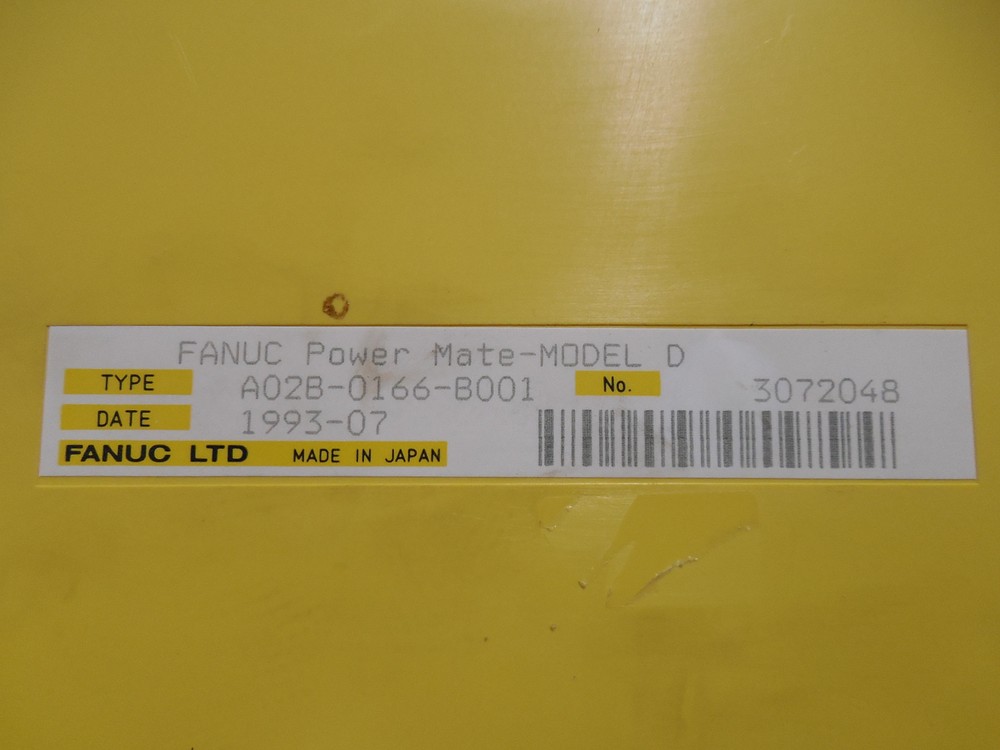 FANUC Power Mate-MODEL D
TYPE A02B-0166-B001 No. 3072048
DATE 1993-07
FANUC LTD MADE IN JAPAN